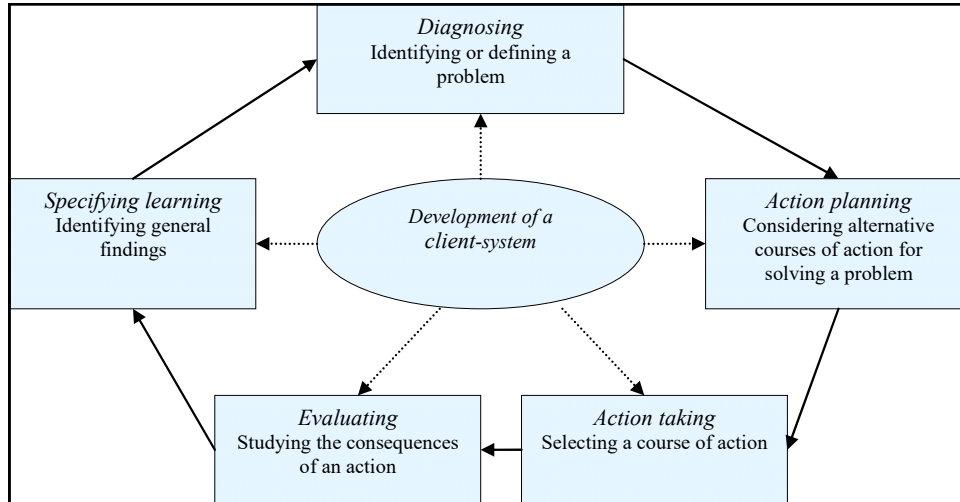 Diagnosing
Identifying or defining a
problem
Specifying learning
Identifying general
findings
Development of a
client-system
Action planning
Considering alternative
courses of action for
solving a problem
Evaluating
Studying the consequences
of an action
Action taking
Selecting a course of action